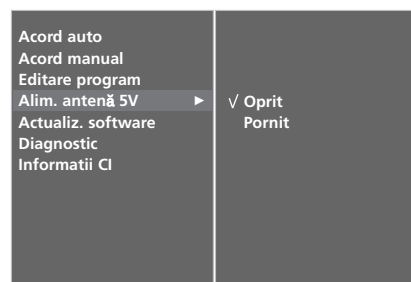 Acord auto
Acord manual
Editare program
Alim. antenă 5V ►
Actualiz. software
Diagnostic
Informatii CI
√ Oprit
Pornit